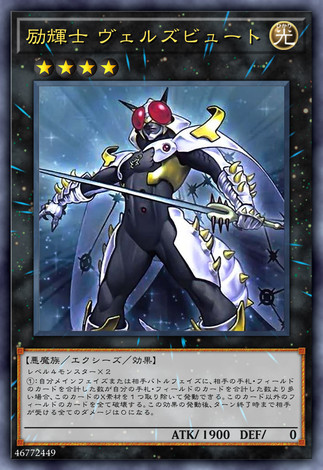 励輝士 ヴェルズビュート
光
【悪魔族／エクシーズ／効果】
レベル４モンスター×２
①：自分メインフェイズまたは相手バトルフェイズに、相手の手札・フィールド
のカードを合計した数が自分の手札・フィールドのカードを合計した数より多
い場合、このカードのX素材を１つ取り除いて発動できる。このカード以外のフ
ィールドのカードを全て破壊する。この効果の発動後、ターン終了時まで相手
が受ける全てのダメージは０になる。
ATK/ 1900 DEF/ 0
46772449